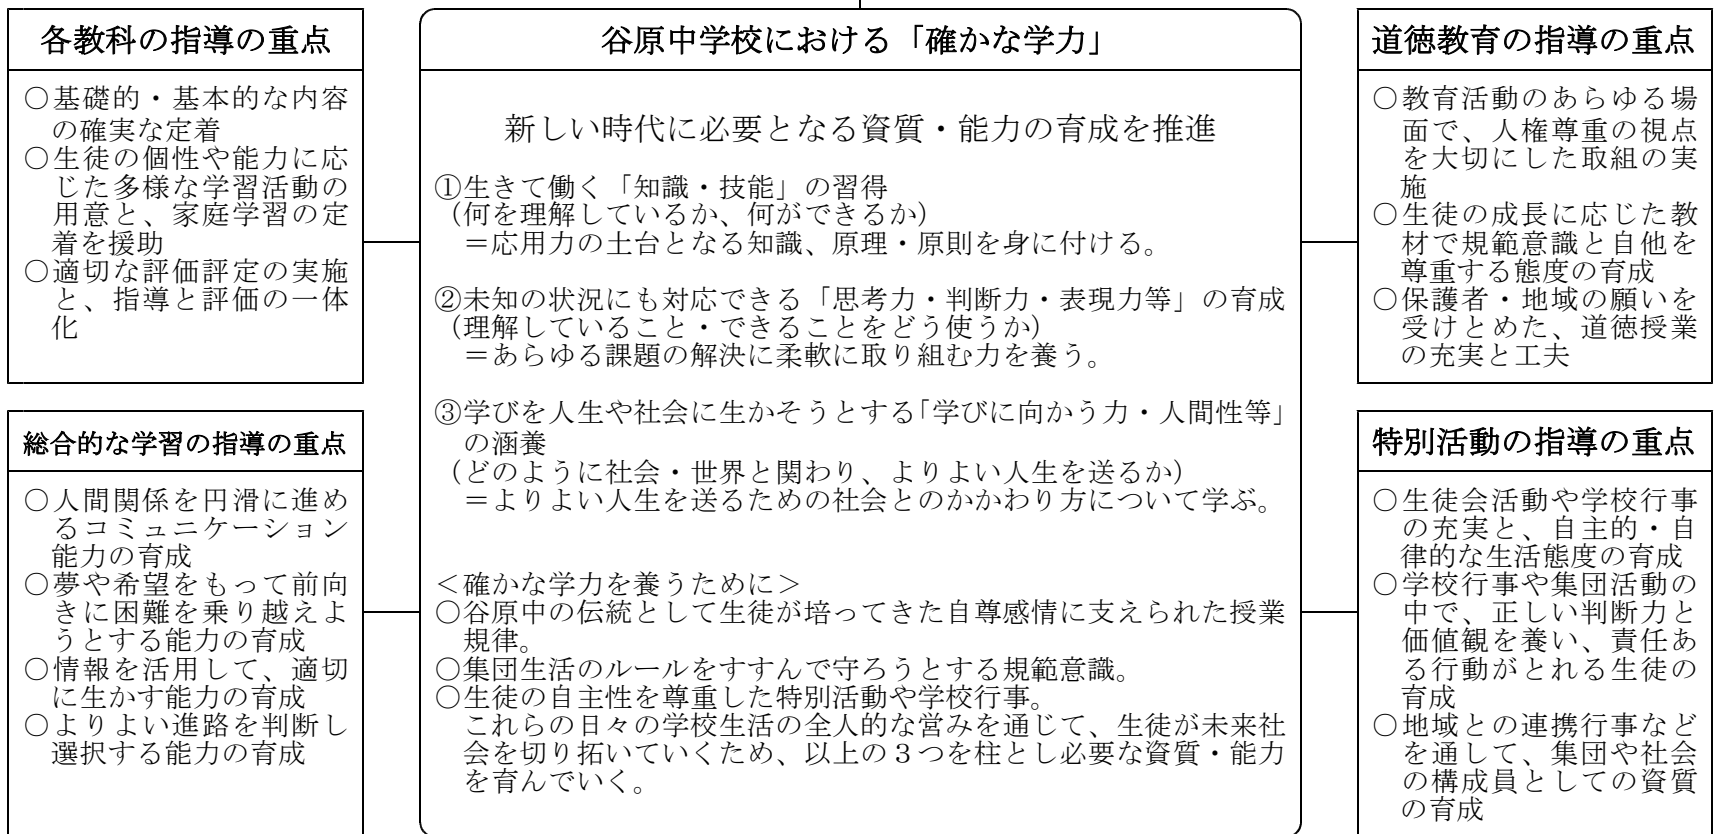 各教科の指導の重点
○基礎的・基本的な内容
の確実な定着
○生徒の個性や能力に応
じた多様な学習活動の
用意と、家庭学習の定
着を援助
○適切な評価評定の実施
と、指導と評価の一体
化
総合的な学習の指導の重点
○人間関係を円滑に進め
るコミュニケーション
能力の育成
○夢や希望をもって前向
きに困難を乗り越えよ
うとする能力の育成
○情報を活用して、適切
に生かす能力の育成
○よりよい進路を判断し
選択する能力の育成
谷原中学校における「確かな学力」
新しい時代に必要となる資質・能力の育成を推進
①生きて働く「知識・技能」の習得
（何を理解しているか、何ができるか）
＝応用力の土台となる知識、原理・原則を身に付ける。
②未知の状況にも対応できる「思考力・判断力・表現力等」の育成
（理解していること・できることをどう使うか）
＝あらゆる課題の解決に柔軟に取り組む力を養う。
③学びを人生や社会に生かそうとする「学びに向かう力・人間性等」
の涵養
（どのように社会・世界と関わり、よりよい人生を送るか）
＝よりよい人生を送るための社会とのかかわり方について学ぶ。
＜確かな学力を養うために＞
○谷原中の伝統として生徒が培ってきた自尊感情に支えられた授業
規律。
○集団生活のルールをすすんで守ろうとする規範意識。
○生徒の自主性を尊重した特別活動や学校行事。
これらの日々の学校生活の全人的な営みを通じて、生徒が未来社
会を切り拓いていくため、以上の３つを柱とし必要な資質・能力
を育んでいく。
道徳教育の指導の重点
○教育活動のあらゆる場
面で、人権尊重の視点
を大切にした取組の実
施
○生徒の成長に応じた教
材で規範意識と自他を
尊重する態度の育成
○保護者・地域の願いを
受けとめた、道徳授業
の充実と工夫
特別活動の指導の重点
○生徒会活動や学校行事
の充実と、自主的・自
律的な生活態度の育成
○学校行事や集団活動の
中で、正しい判断力と
価値観を養い、責任あ
る行動がとれる生徒の
育成
○地域との連携行事など
を通して、集団や社会
の構成員としての資質
の育成